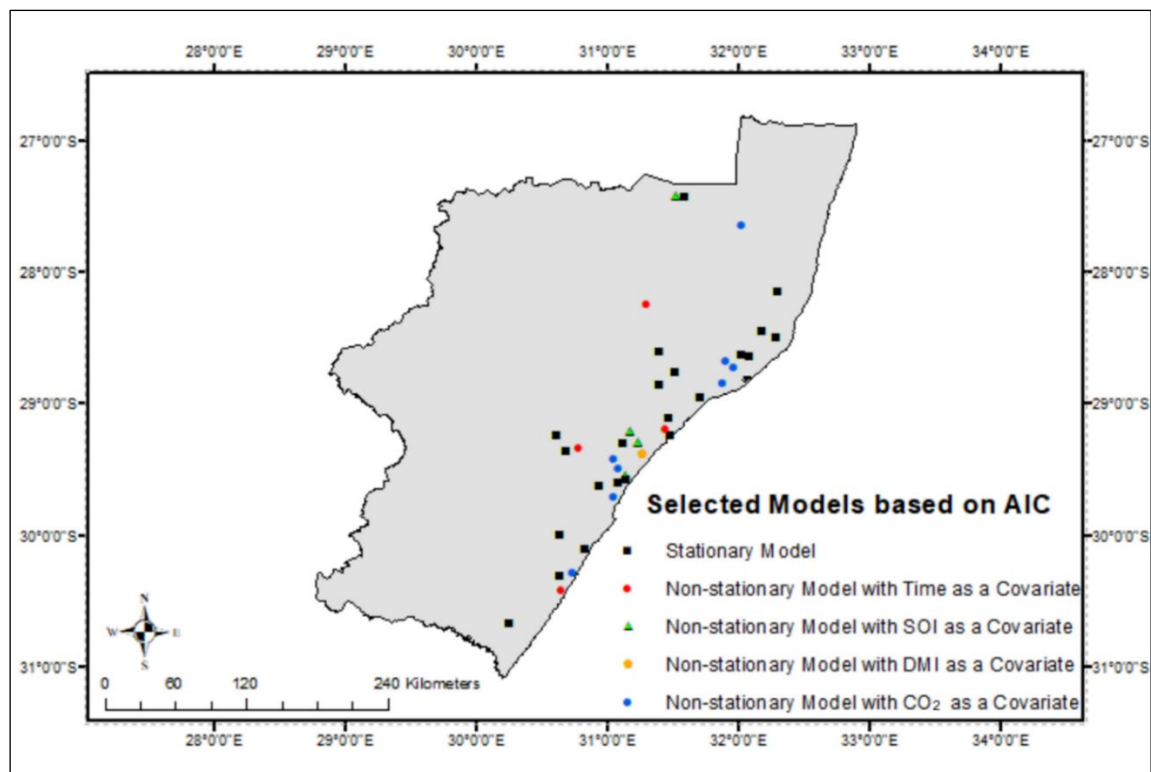 28°0'0"E 29°0'0"E 30°0'0"E 31°0'0"E 32°0'0"E 33°0'0"E 34°0'0"E
27°0'0"S 27°0'0"S
28°0'0"S 28°0'0"S
29°0'0"S 29°0'0"S
30°0'0"S 30°0'0"S
31°0'0"S 31°0'0"S
Selected Models based on AIC
Stationary Model
Non-stationary Model with Time as a Covariate
Non-stationary Model with SOI as a Covariate
Non-stationary Model with DMI as a Covariate
Non-stationary Model with CO₂ as a Covariate
N
W E
S
0 60 120 240 Kilometers
28°0'0"E 29°0'0"E 30°0'0"E 31°0'0"E 32°0'0"E 33°0'0"E 34°0'0"E